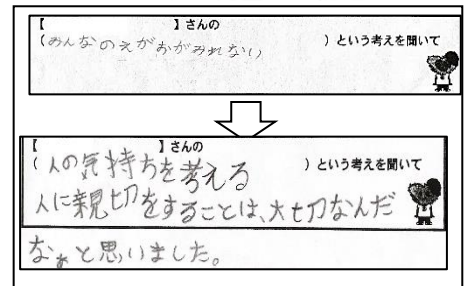 【 】さんの
(みんなのえがおがみれない )という考えを聞いて
【 】さんの
(人の気持ちを考える )という考えを聞いて
人に親切をすることは、大切なんだ
なぁと思いました。